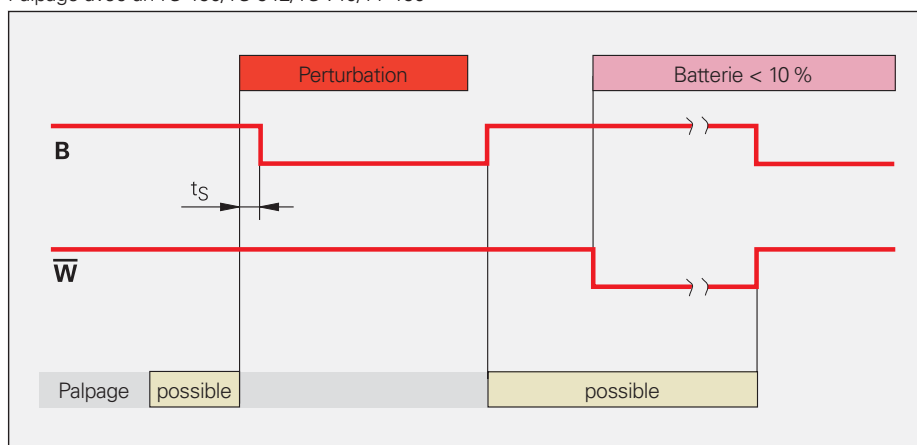 Perturbation
Batterie < 10 %
B
tS
W
Palpage
possible
possible